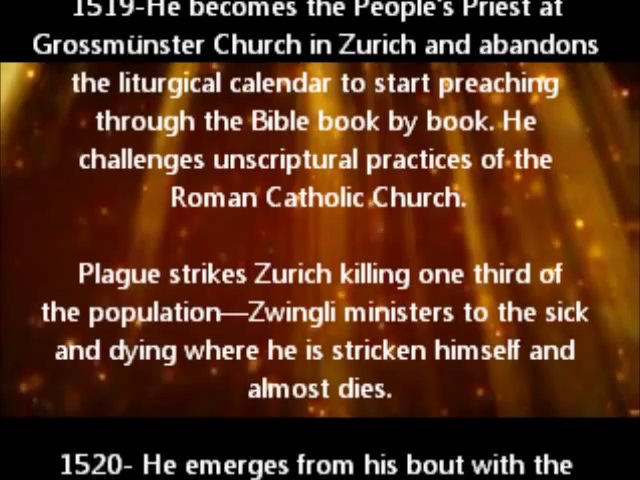 1519-He becomes the People's Priest at
Grossmünster Church in Zurich and abandons
the liturgical calendar to start preaching
through the Bible book by book. He
challenges unscriptural practices of the
Roman Catholic Church.
Plague strikes Zurich killing one third of
the population—Zwingli ministers to the sick
and dying where he is stricken himself and
almost dies.
1520- He emerges from his bout with the